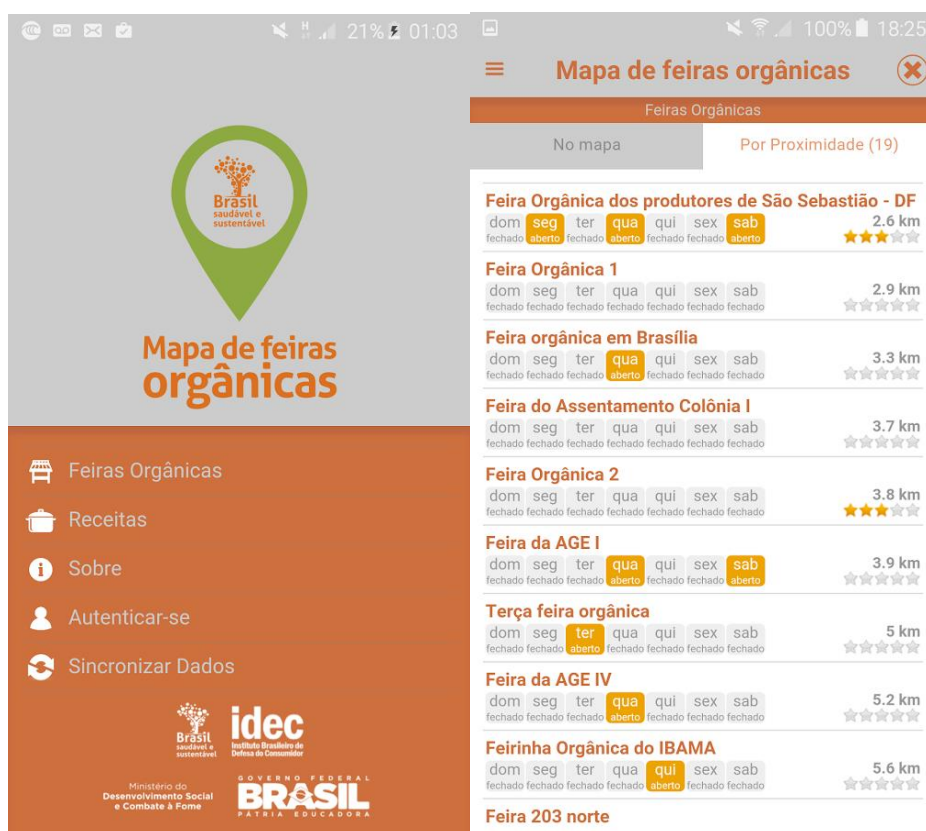 21% 01:03
Brasil
saudável e
sustentável
Mapa de feiras
orgânicas
Feiras Orgânicas
Receitas
Sobre
Autenticar-se
Sincronizar Dados
Brasil
saudável e
sustentável
idec
Instituto Brasileiro de
Defesa do Consumidor
Ministério do
Desenvolvimento Social
e Combate à Fome
GOVERNO FEDERAL
BRASIL
PÁTRIA EDUCADORA
100% 18:25
Mapa de feiras orgânicas
Feiras Orgânicas
No mapa
Por Proximidade (19)
Feira Orgânica dos produtores de São Sebastião - DF
dom seg ter qua qui sex sab 2.6 km
fechado aberto fechado aberto fechado fechado aberto
Feira Orgânica 1
dom seg ter qua qui sex sab 2.9 km
fechado fechado fechado fechado fechado fechado fechado
Feira orgânica em Brasília
dom seg ter qua qui sex sab 3.3 km
fechado fechado fechado aberto fechado fechado fechado
Feira do Assentamento Colônia I
dom seg ter qua qui sex sab 3.7 km
fechado fechado fechado fechado fechado fechado fechado
Feira Orgânica 2
dom seg ter qua qui sex sab 3.8 km
fechado fechado fechado fechado fechado fechado fechado
Feira da AGE I
dom seg ter qua qui sex sab 3.9 km
fechado fechado fechado aberto fechado fechado aberto
Terça feira orgânica
dom seg ter qua qui sex sab 5 km
fechado fechado aberto fechado fechado fechado fechado
Feira da AGE IV
dom seg ter qua qui sex sab 5.2 km
fechado fechado fechado aberto fechado fechado fechado
Feirinha Orgânica do IBAMA
dom seg ter qua qui sex sab 5.6 km
fechado fechado fechado fechado aberto fechado fechado
Feira 203 norte